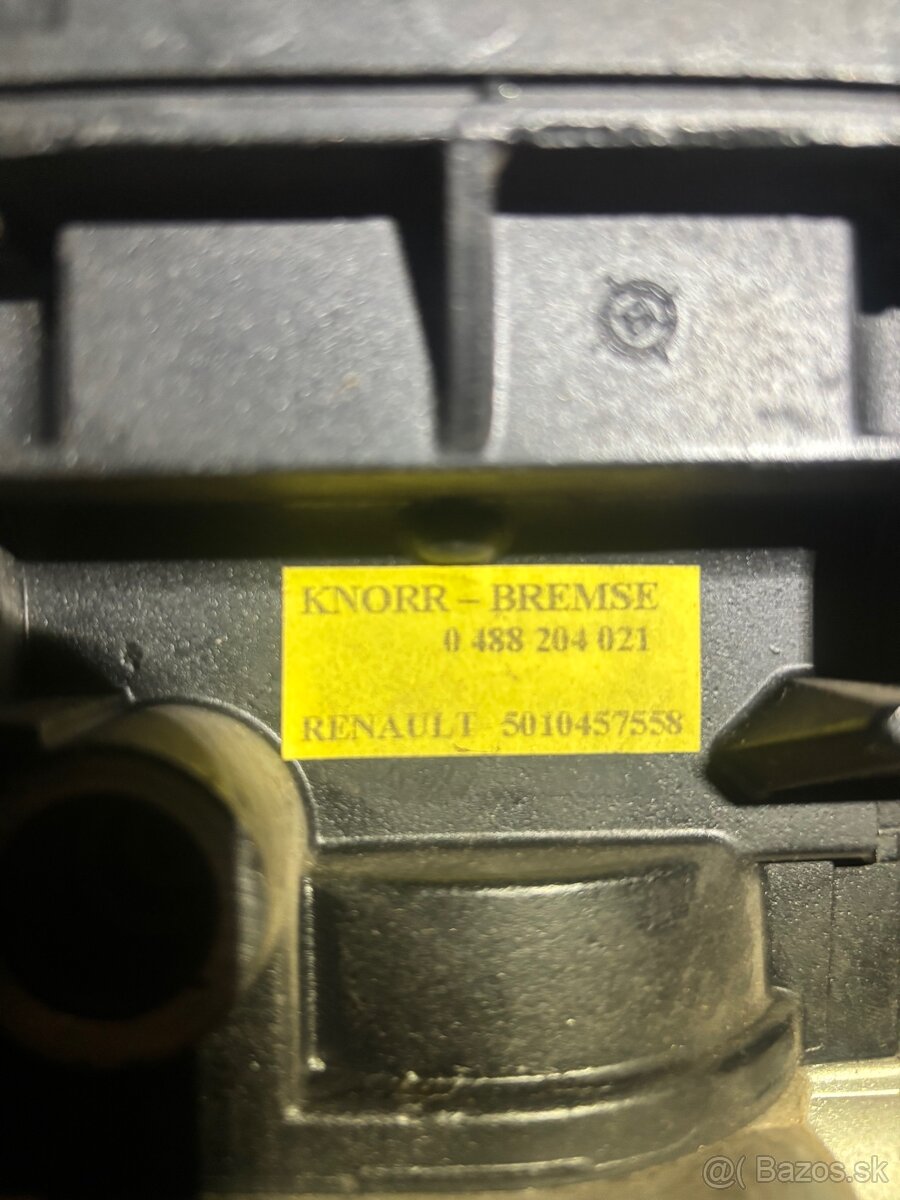 KNORR - BREMSE
0 488 204 021
RENAULT 5010457558
@( Bazos.sk